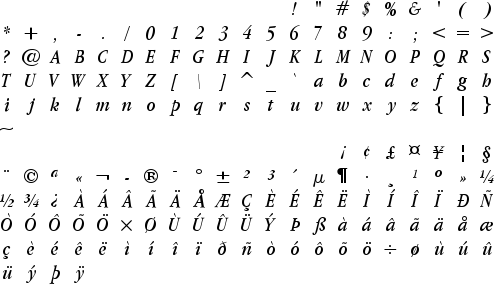 ! " # $ % & ' ( )
* + , - . / 0 1 2 3 4 5 6 7 8 9 : ; < = >
? @ A B C D E F G H I J K L M N O P Q R S
T U V W X Y Z [ \ ] ^ _ ` a b c d e f g h
i j k l m n o p q r s t u v w x y z { | }
~
¡ ¢ £ ¤ ¥ ¦ §
¨ © ª « ¬ - ® ¯ ° ± ² ³ ´ µ ¶ · ¸ ¹ º » ¼
½ ¾ ¿ À Á Â Ã Ä Å Æ Ç È É Ê Ë Ì Í Î Ï Ð Ñ
Ò Ó Ô Õ Ö × Ø Ù Ú Û Ü Ý Þ ß à á â ã ä å æ
ç è é ê ë ì í î ï ð ñ ò ó ô õ ö ÷ ø ù ú û
ü ý þ ÿ